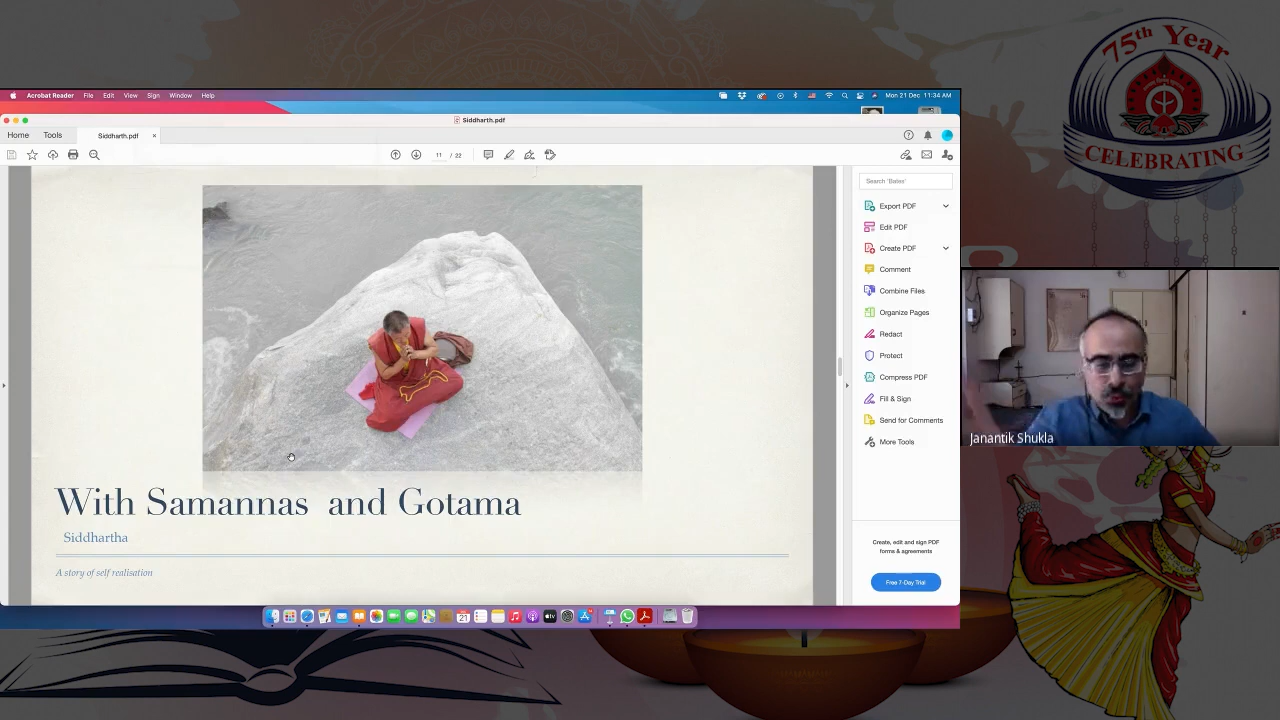 75th Year
CELEBRATING
Acrobat Reader File Edit View Sign Window Help
Mon 21 Dec 11:34 AM
Siddharth.pdf
Home Tools Siddharth.pdf ×
11 / 22
Search 'Bates'
Export PDF
Edit PDF
Create PDF
Comment
Combine Files
Organize Pages
Redact
Protect
Compress PDF
Fill & Sign
Send for Comments
More Tools
Create, edit and sign PDF
forms & agreements
Free 7-Day Trial
With Samannas and Gotama
Siddhartha
A story of self realisation
Janantik Shukla
21
tv